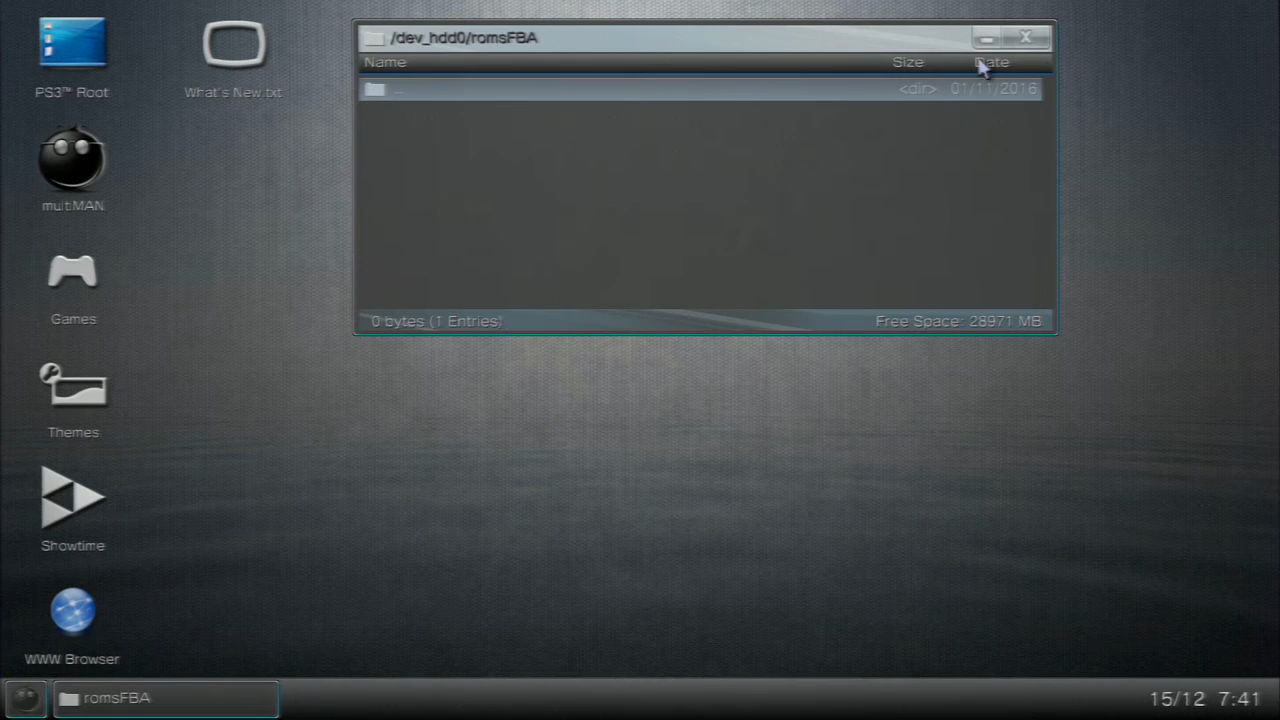 PS3™ Root
What's New.txt
multiMAN
Games
Themes
Showtime
WWW Browser
/dev_hdd0/romsFBA
X
Name Size Date
.. <dir> 01/11/2016
0 bytes (1 Entries) Free Space: 28971 MB
romsFBA
15/12 7:41